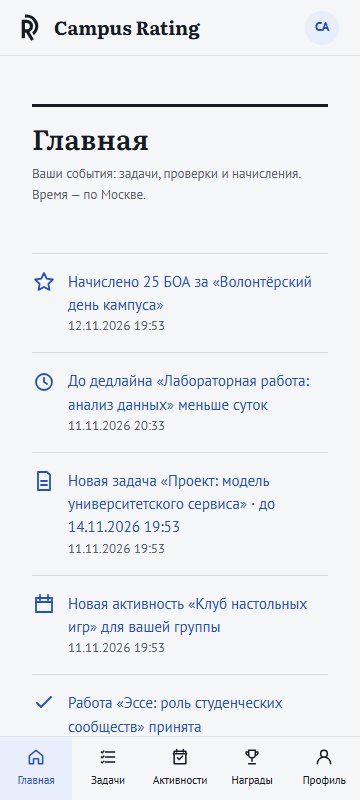 Campus Rating
CA
Главная
Ваши события: задачи, проверки и начисления.
Время — по Москве.
Начислено 25 БОА за «Волонтёрский
день кампуса»
12.11.2026 19:53
До дедлайна «Лабораторная работа:
анализ данных» меньше суток
11.11.2026 20:33
Новая задача «Проект: модель
университетского сервиса» · до
14.11.2026 19:53
11.11.2026 19:53
Новая активность «Клуб настольных
игр» для вашей группы
11.11.2026 19:53
Работа «Эссе: роль студенческих
сообществ» принята
Главная
Задачи
Активности
Награды
Профиль